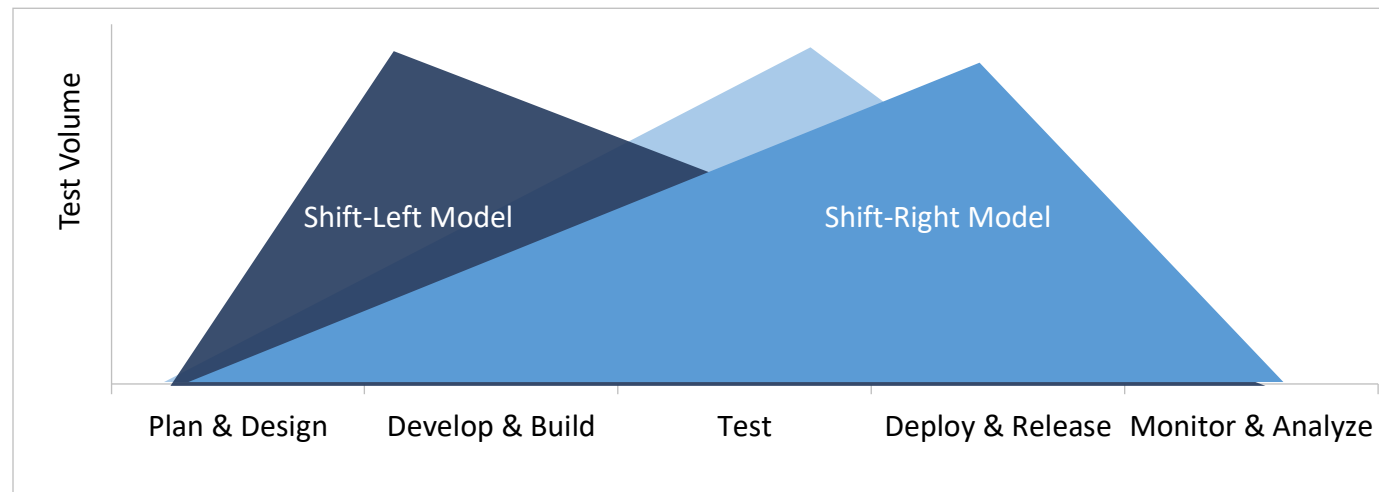 Test Volume
Shift-Left Model
Shift-Right Model
Plan & Design
Develop & Build
Test
Deploy & Release
Monitor & Analyze